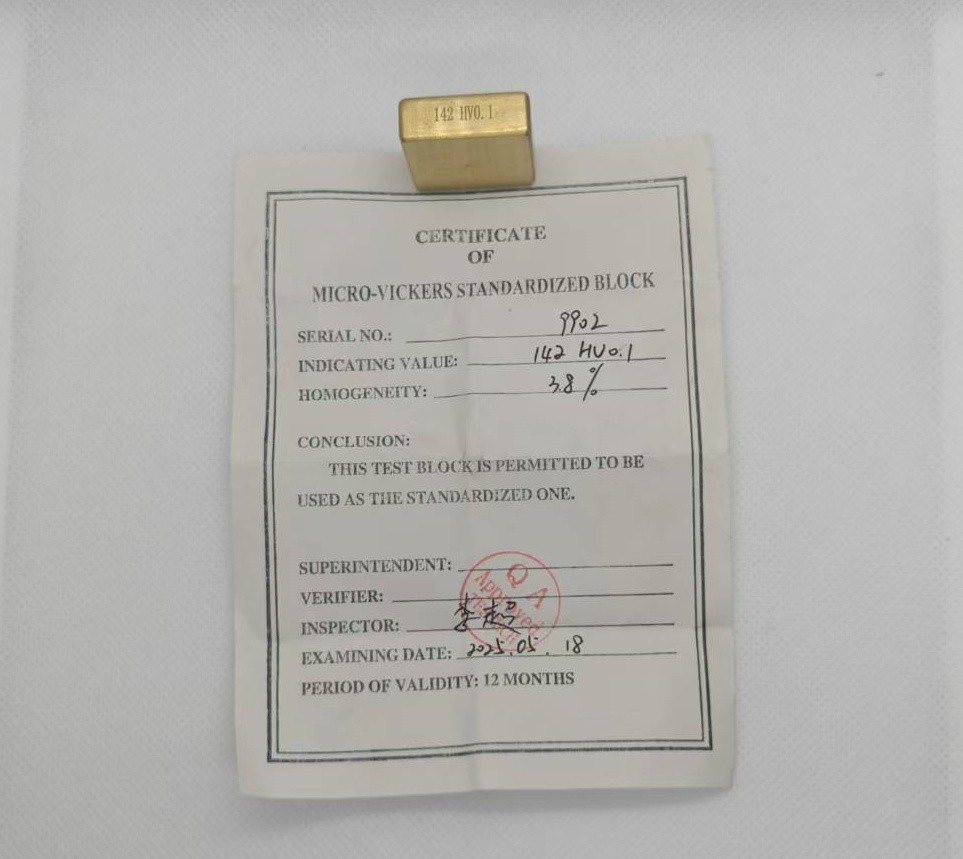 142 HV0.1
CERTIFICATE
OF
MICRO-VICKERS STANDARDIZED BLOCK
SERIAL NO.: 9902
INDICATING VALUE: 142 HV0.1
HOMOGENEITY: 3.8 %
CONCLUSION:
THIS TEST BLOCK IS PERMITTED TO BE
USED AS THE STANDARDIZED ONE.
SUPERINTENDENT:
VERIFIER:
INSPECTOR:
QA
Approved
EXAMINING DATE: 2025.05.18
PERIOD OF VALIDITY: 12 MONTHS